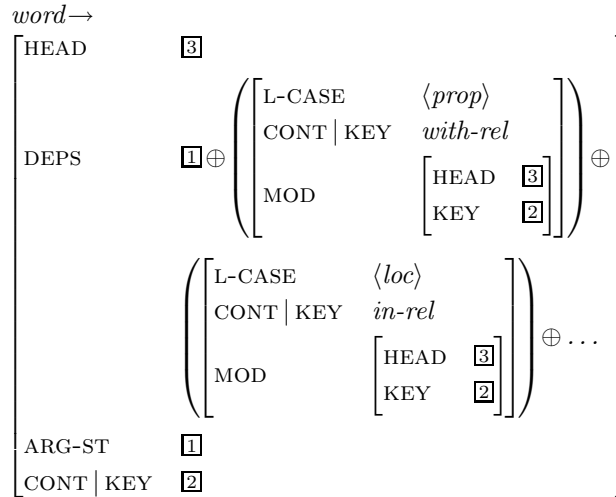 word→
HEAD 3
L-CASE ⟨prop⟩
CONT | KEY with-rel
DEPS 1 ⊕ MOD HEAD 3 ⊕
KEY 2
L-CASE ⟨loc⟩
CONT | KEY in-rel
MOD HEAD 3 ⊕ …
KEY 2
ARG-ST 1
CONT | KEY 2